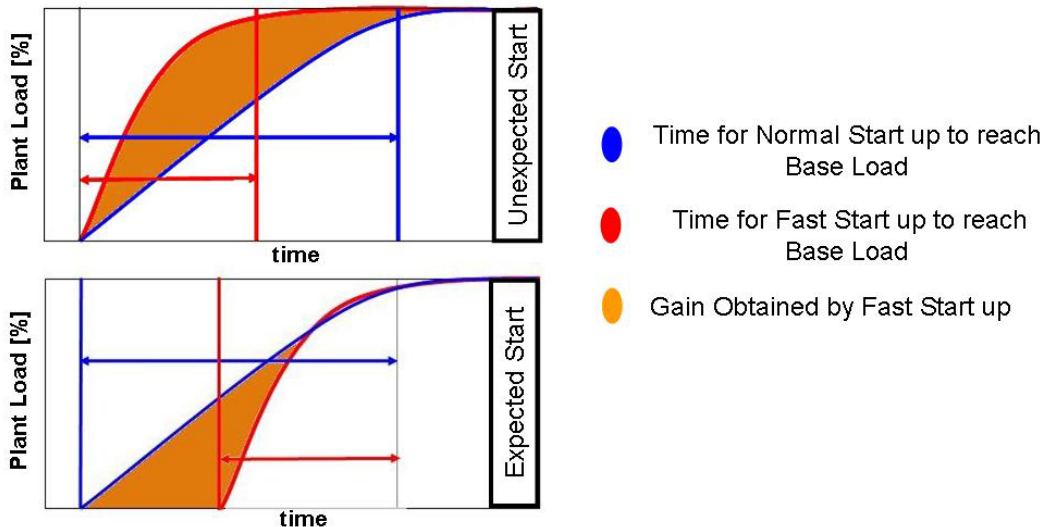 Plant Load [%]
Unexpected Start
time
Plant Load [%]
Expected Start
time
Time for Normal Start up to reach
Base Load
Time for Fast Start up to reach
Base Load
Gain Obtained by Fast Start up